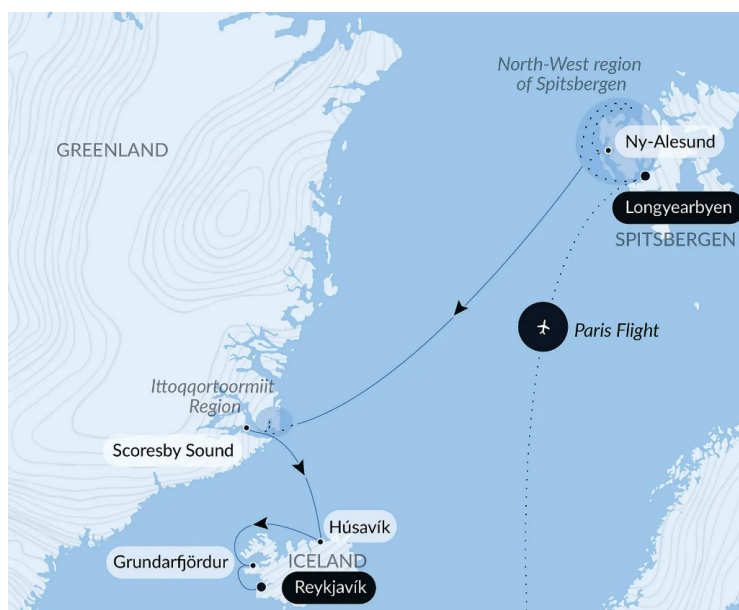 North-West region
of Spitsbergen
GREENLAND
Ny-Alesund
Longyearbyen
SPITSBERGEN
Paris Flight
Ittoqqortoormiit
Region
Scoresby Sound
Húsavík
Grundarfjördur
ICELAND
Reykjavík